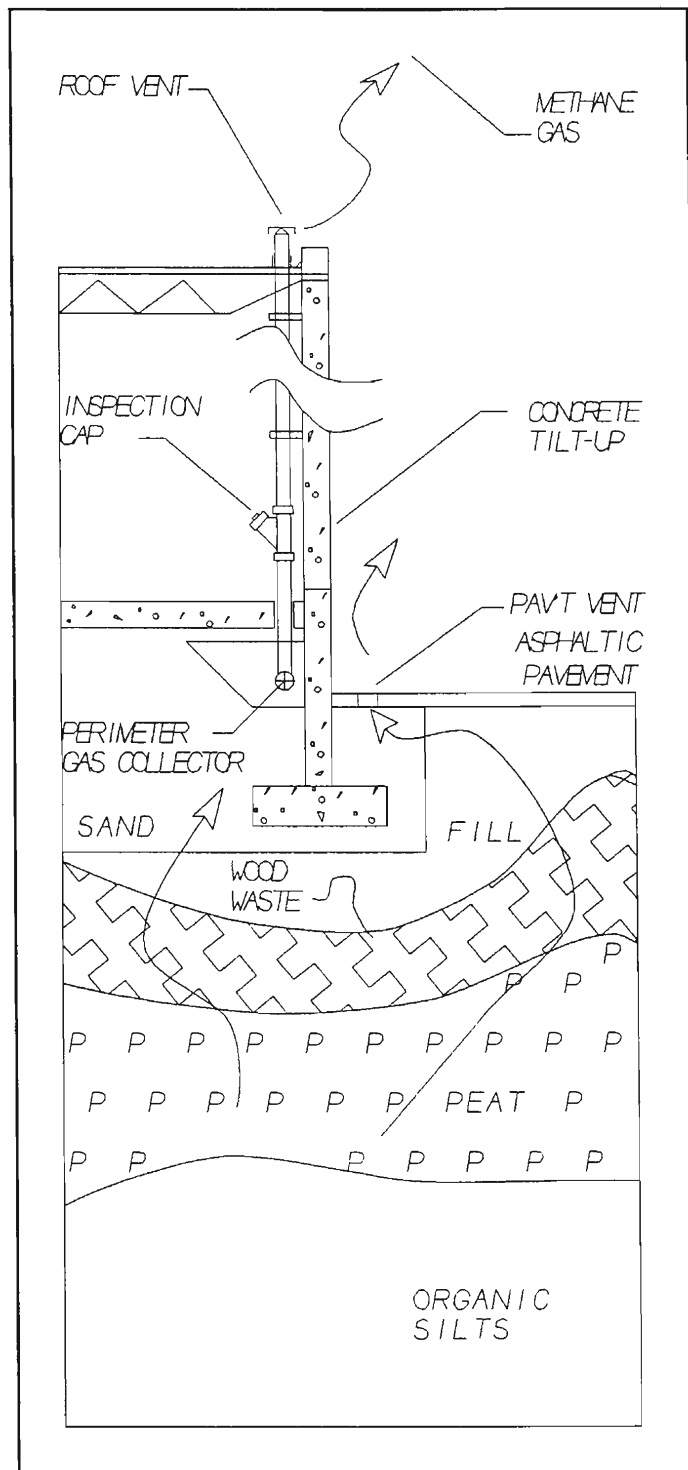 ROOF VENT
METHANE
GAS
INSPECTION
CAP
CONCRETE
TILT-UP
PAV'T VENT
ASPHALTIC
PAVEMENT
PERIMETER
GAS COLLECTOR
SAND
FILL
WOOD
WASTE
P
P P
P P P P P P P P P P
P P P P P P PEAT P
P P P P P P P
ORGANIC
SILTS